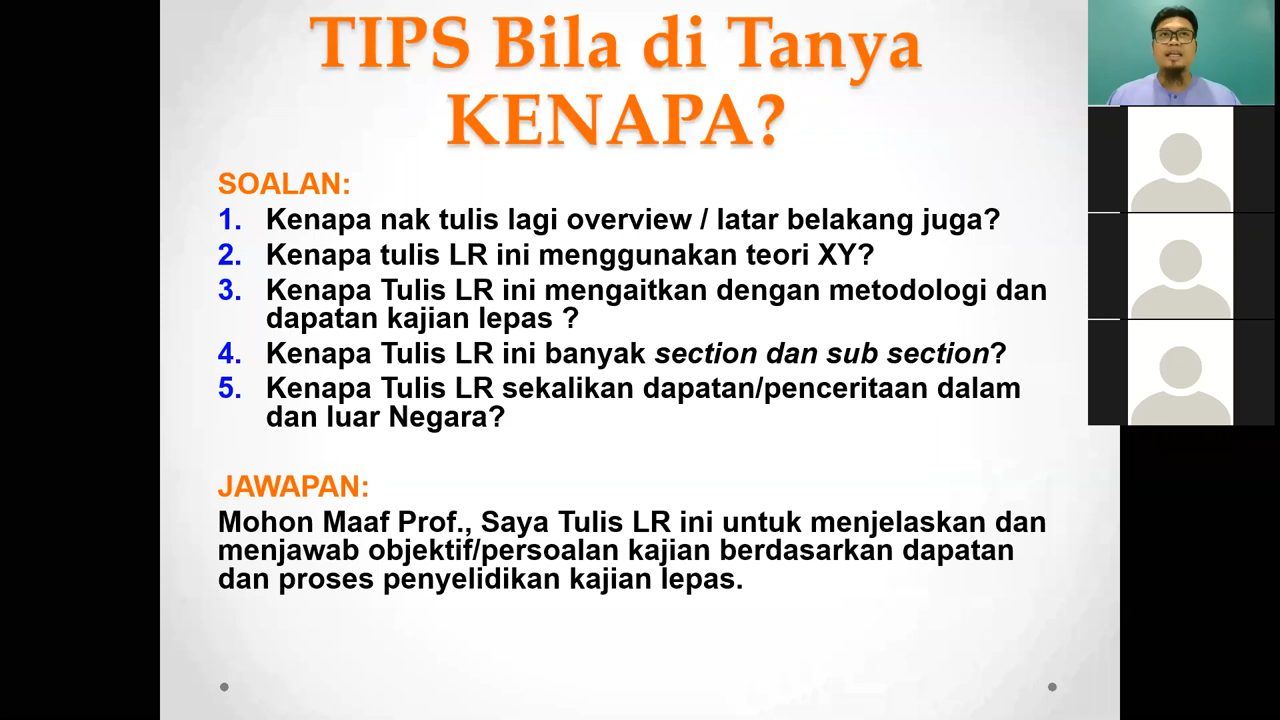 TIPS Bila di Tanya
KENAPA?
SOALAN:
1. Kenapa nak tulis lagi overview / latar belakang juga?
2. Kenapa tulis LR ini menggunakan teori XY?
3. Kenapa Tulis LR ini mengaitkan dengan metodologi dan
dapatan kajian lepas ?
4. Kenapa Tulis LR ini banyak section dan sub section?
5. Kenapa Tulis LR sekalikan dapatan/penceritaan dalam
dan luar Negara?
JAWAPAN:
Mohon Maaf Prof., Saya Tulis LR ini untuk menjelaskan dan
menjawab objektif/persoalan kajian berdasarkan dapatan
dan proses penyelidikan kajian lepas.